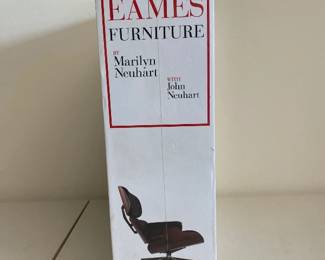 EAMES
FURNITURE
BY
Marilyn
Neuhart
WITH
John
Neuhart